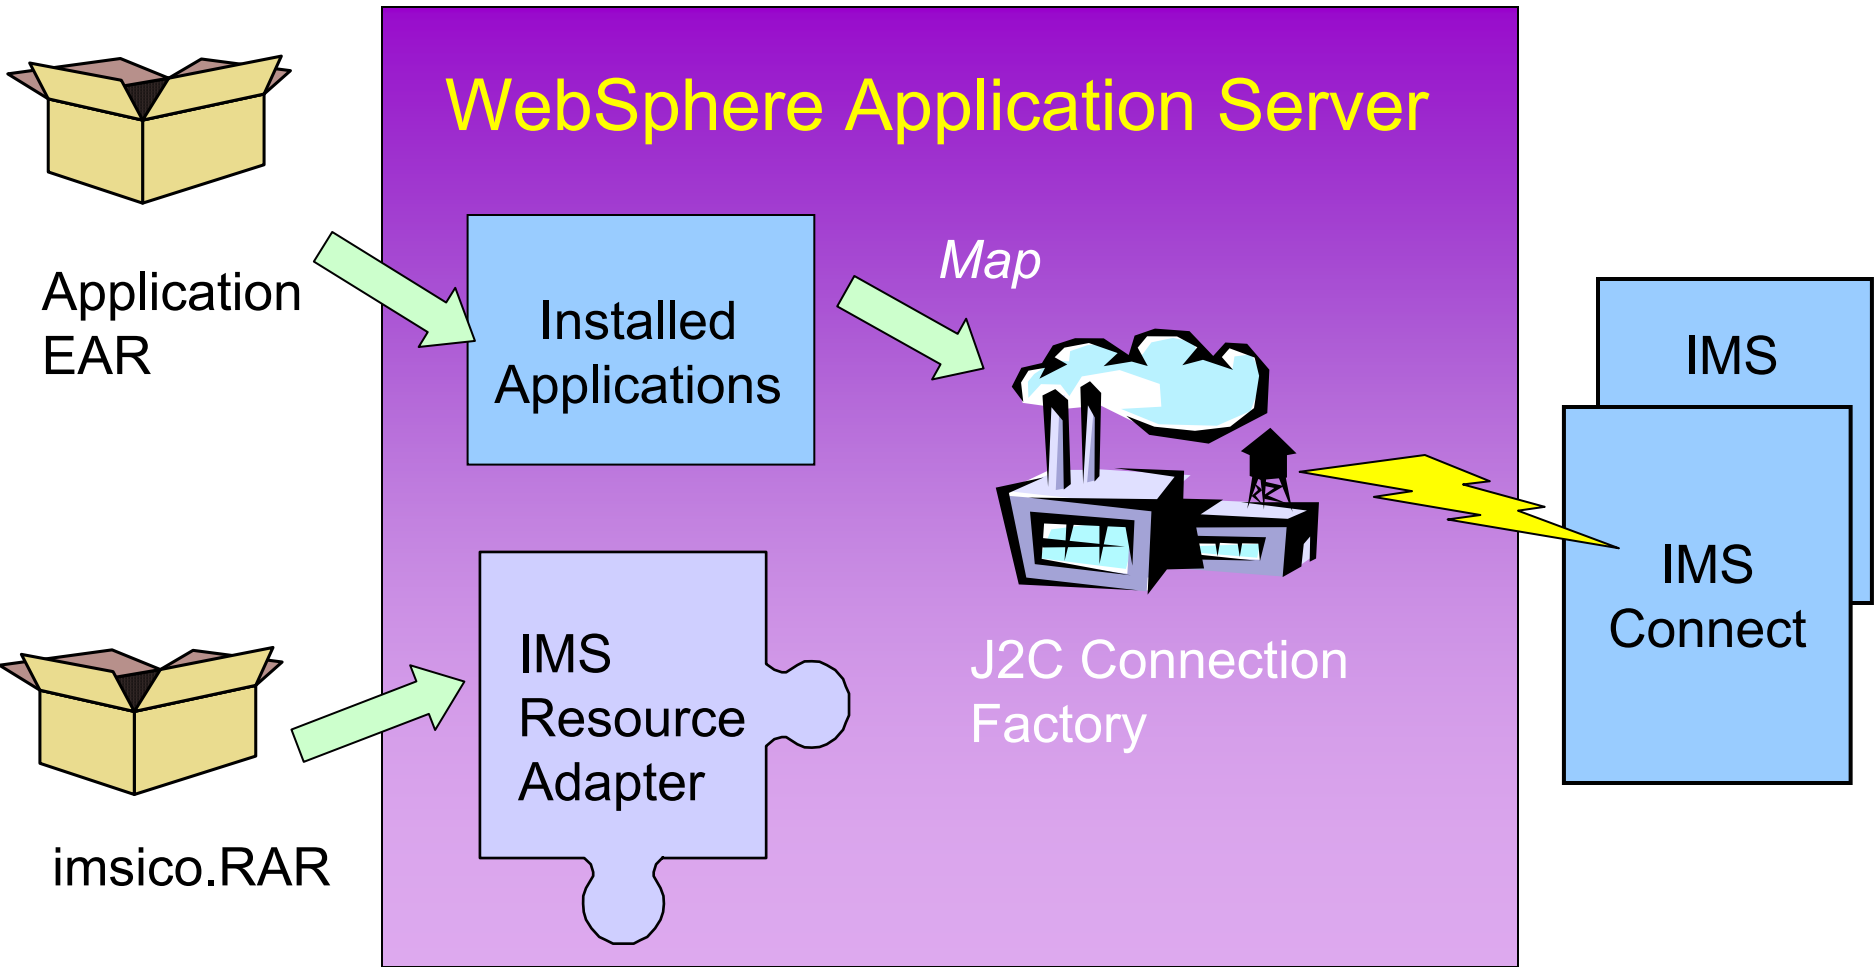 WebSphere Application Server
Application
EAR
Installed
Applications
Map
IMS
IMS
Connect
IMS
Resource
Adapter
J2C Connection
Factory
imsico.RAR